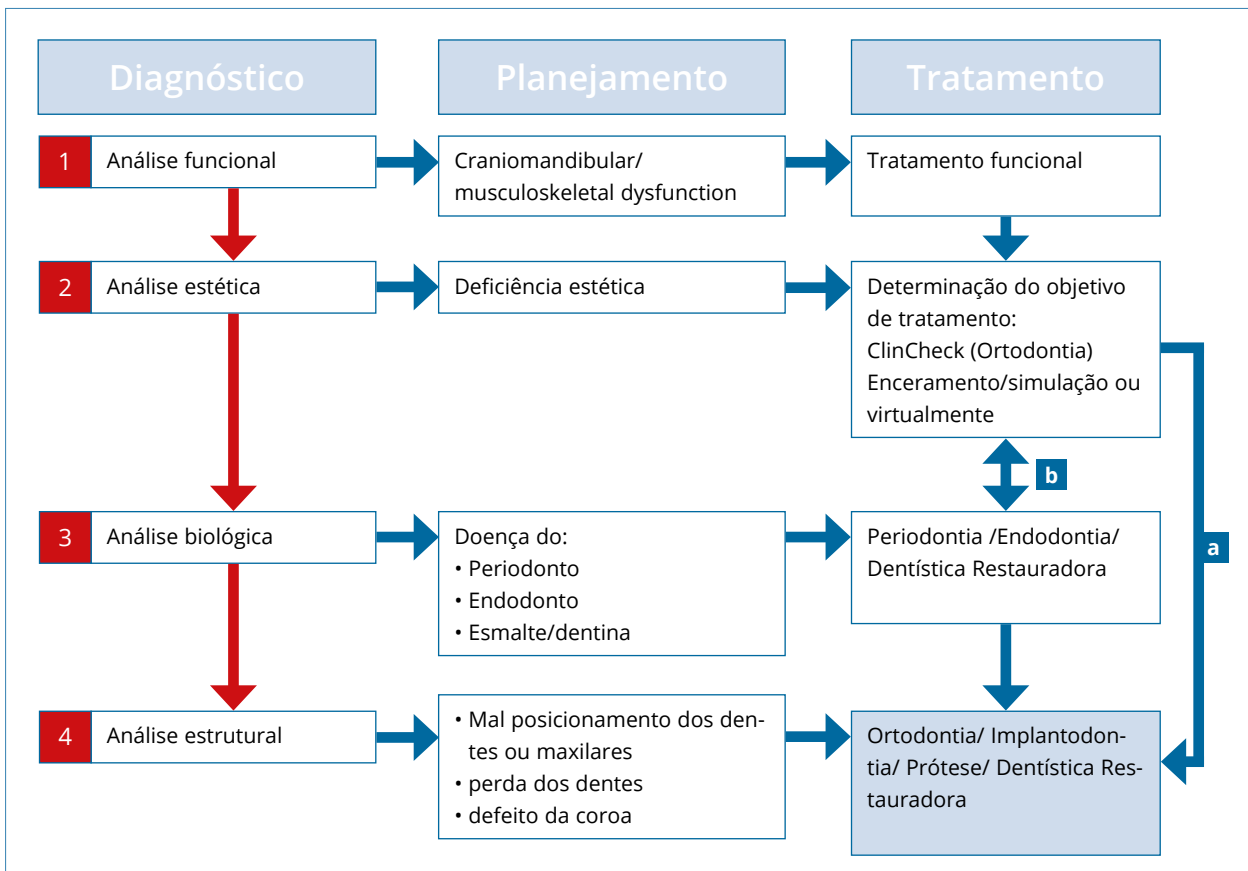 Diagnóstico
Planejamento
Tratamento
1
Análise funcional
Craniomandibular/
musculoskeletal dysfunction
Tratamento funcional
2
Análise estética
Deficiência estética
Determinação do objetivo
de tratamento:
ClinCheck (Ortodontia)
Enceramento/simulação ou
virtualmente
b
a
3
Análise biológica
Doença do:
• Periodonto
• Endodonto
• Esmalte/dentina
Periodontia /Endodontia/
Dentística Restauradora
4
Análise estrutural
• Mal posicionamento dos den-
tes ou maxilares
• perda dos dentes
• defeito da coroa
Ortodontia/ Implantodon-
tia/ Prótese/ Dentística Res-
tauradora